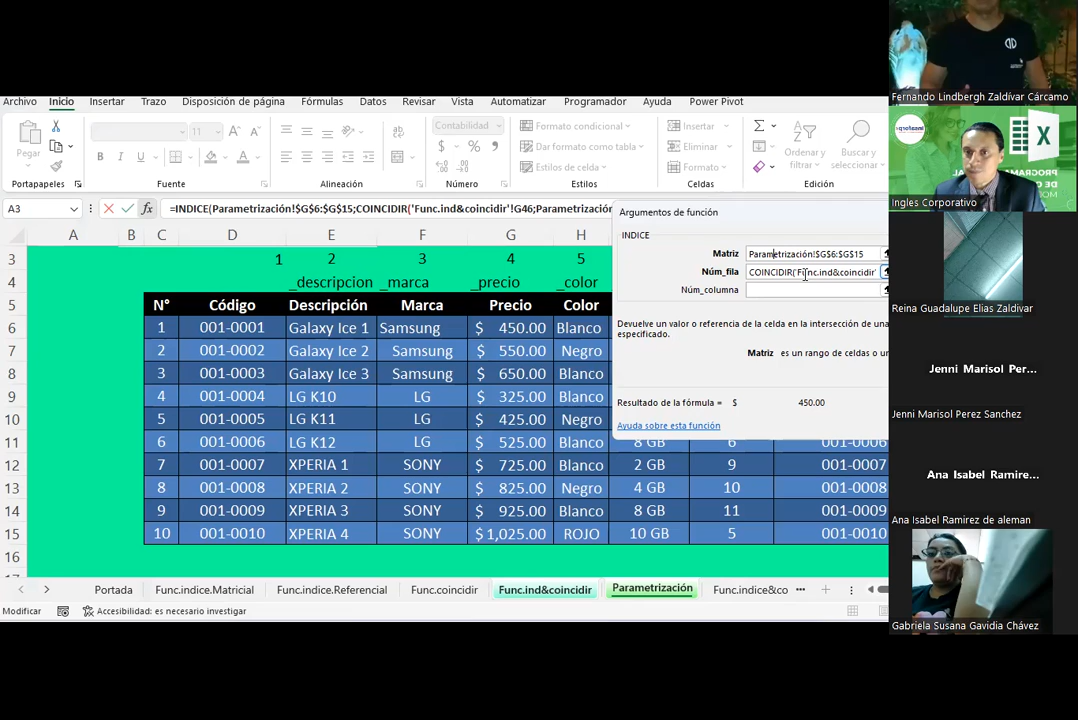 Archivo Inicio Insertar Trazo Disposición de página Fórmulas Datos Revisar Vista Automatizar Programador Ayuda Power Pivot
Pegar
Portapapeles
11
Fuente
Alineación
Contabilidad
$ % 000
Número
Formato condicional
Dar formato como tabla
Estilos de celda
Estilos
Insertar
Eliminar
Formato
Celdas
Ordenar y filtrar
Buscar y seleccionar
Edición
A3 fx =INDICE(Parametrización!$G$6:$G$15;COINCIDIR('Func.ind&coincidir'!G46;Parametrización
A B C D E F G H
3 1 2 3 4 5
4 _descripcion _marca _precio _color
5 N° Código Descripción Marca Precio Color
6 1 001-0001 Galaxy Ice 1 Samsung $ 450.00 Blanco
7 2 001-0002 Galaxy Ice 2 Samsung $ 550.00 Negro
8 3 001-0003 Galaxy Ice 3 Samsung $ 650.00 Blanco
9 4 001-0004 LG K10 LG $ 325.00 Blanco
10 5 001-0005 LG K11 LG $ 425.00 Negro
11 6 001-0006 LG K12 LG $ 525.00 Blanco 8 GB 6 001-0006
12 7 001-0007 XPERIA 1 SONY $ 725.00 Blanco 2 GB 9 001-0007
13 8 001-0008 XPERIA 2 SONY $ 825.00 Negro 4 GB 10 001-0008
14 9 001-0009 XPERIA 3 SONY $ 925.00 Blanco 8 GB 11 001-0009
15 10 001-0010 XPERIA 4 SONY $ 1,025.00 ROJO 10 GB 5 001-0010
16
Argumentos de función
INDICE
Matriz Parametrización!$G$6:$G$15
Núm_fila COINCIDIR('Func.ind&coincidir'
Núm_columna
Devuelve un valor o referencia de la celda en la intersección de una
especificado.
Matriz es un rango de celdas o un
Resultado de la fórmula = $ 450.00
Ayuda sobre esta función
Portada Func.indice.Matricial Func.indice.Referencial Func.coincidir Func.ind&coincidir Parametrización Func.indice&co ...
Modificar Accesibilidad: es necesario investigar
Fernando Lindbergh Zaldívar Cárcamo
Ingles Corporativo
Reina Guadalupe Elias Zaldivar
Jenni Marisol Per...
Jenni Marisol Perez Sanchez
Ana Isabel Ramire...
Ana Isabel Ramirez de aleman
Gabriela Susana Gavidia Chávez